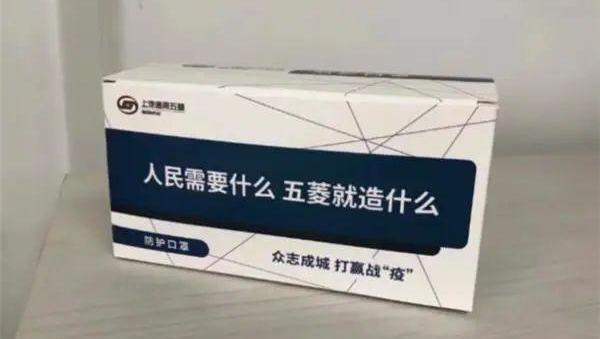 上汽通用五菱
人民需要什么 五菱就造什么
防护口罩
众志成城 打赢战“疫”